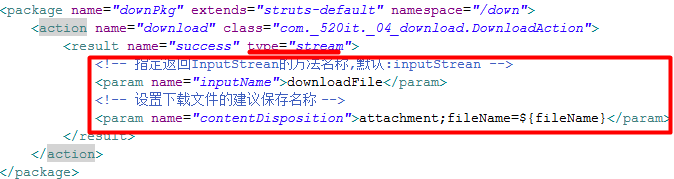 <package name="downPkg" extends="struts-default" namespace="/down">
<action name="download" class="com._520it._04_download.DownloadAction">
<result name="success" type="stream">
<!-- 指定返回InputStrean的方法名称,默认:inputStrean -->
<param name="inputName">downloadFile</param>
<!-- 设置下载文件的建议保存名称 -->
<param name="contentDisposition">attachment;fileName=${fileName}</param>
</result>
</action>
</package>